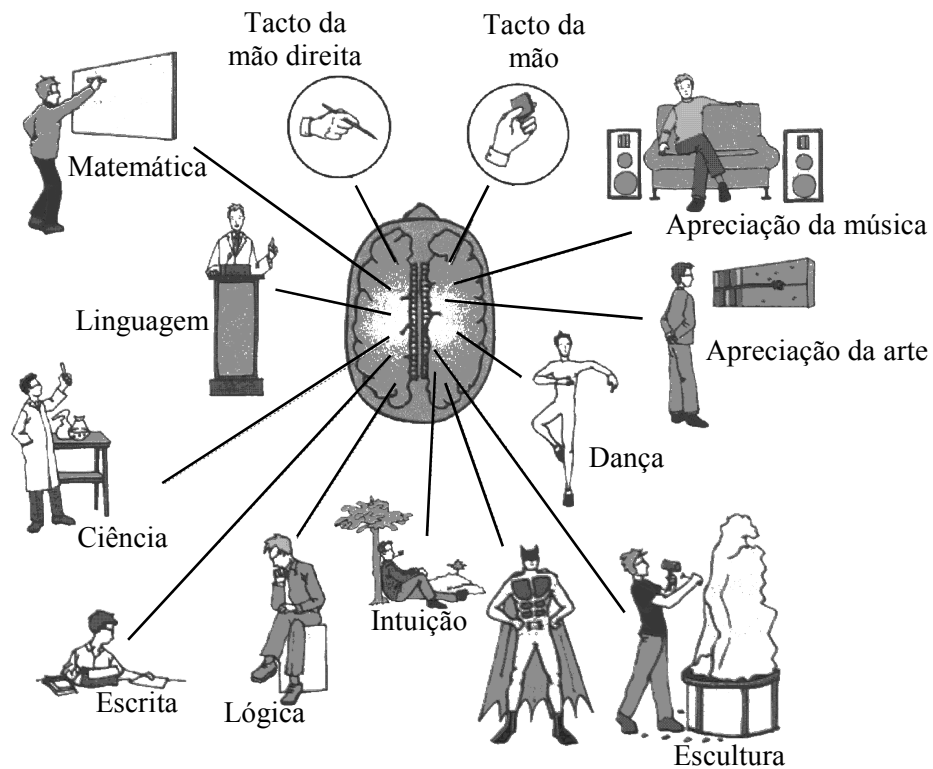 Tacto da
mão direita
Tacto da
mão
Matemática
Apreciação da música
Linguagem
Apreciação da arte
Dança
Ciência
Intuição
Escrita
Lógica
Escultura